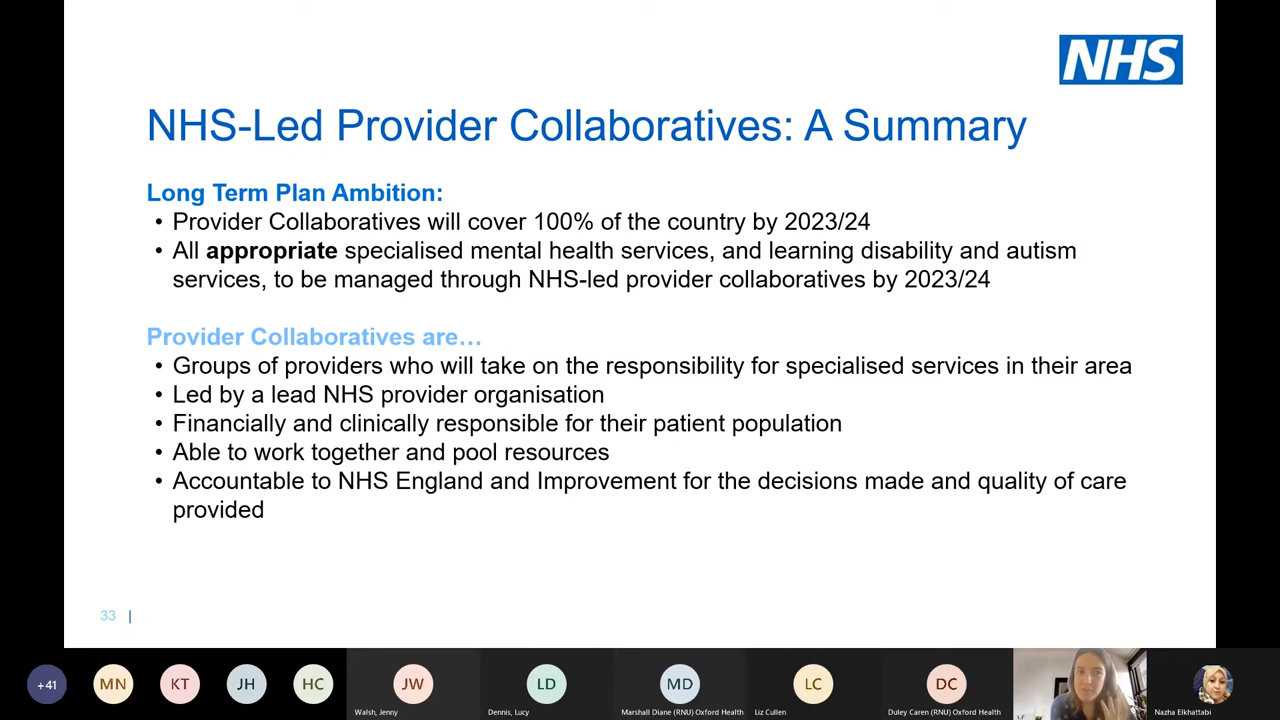 NHS
NHS-Led Provider Collaboratives: A Summary
Long Term Plan Ambition:
• Provider Collaboratives will cover 100% of the country by 2023/24
• All appropriate specialised mental health services, and learning disability and autism
services, to be managed through NHS-led provider collaboratives by 2023/24
Provider Collaboratives are…
• Groups of providers who will take on the responsibility for specialised services in their area
• Led by a lead NHS provider organisation
• Financially and clinically responsible for their patient population
• Able to work together and pool resources
• Accountable to NHS England and Improvement for the decisions made and quality of care
provided
33 |
+41 MN KT JH HC JW LD MD LC DC
Walsh, Jenny Dennis, Lucy Marshall Diane (RNU) Oxford Health Liz Cullen Duley Caren (RNU) Oxford Health Nazha Elkhattabi